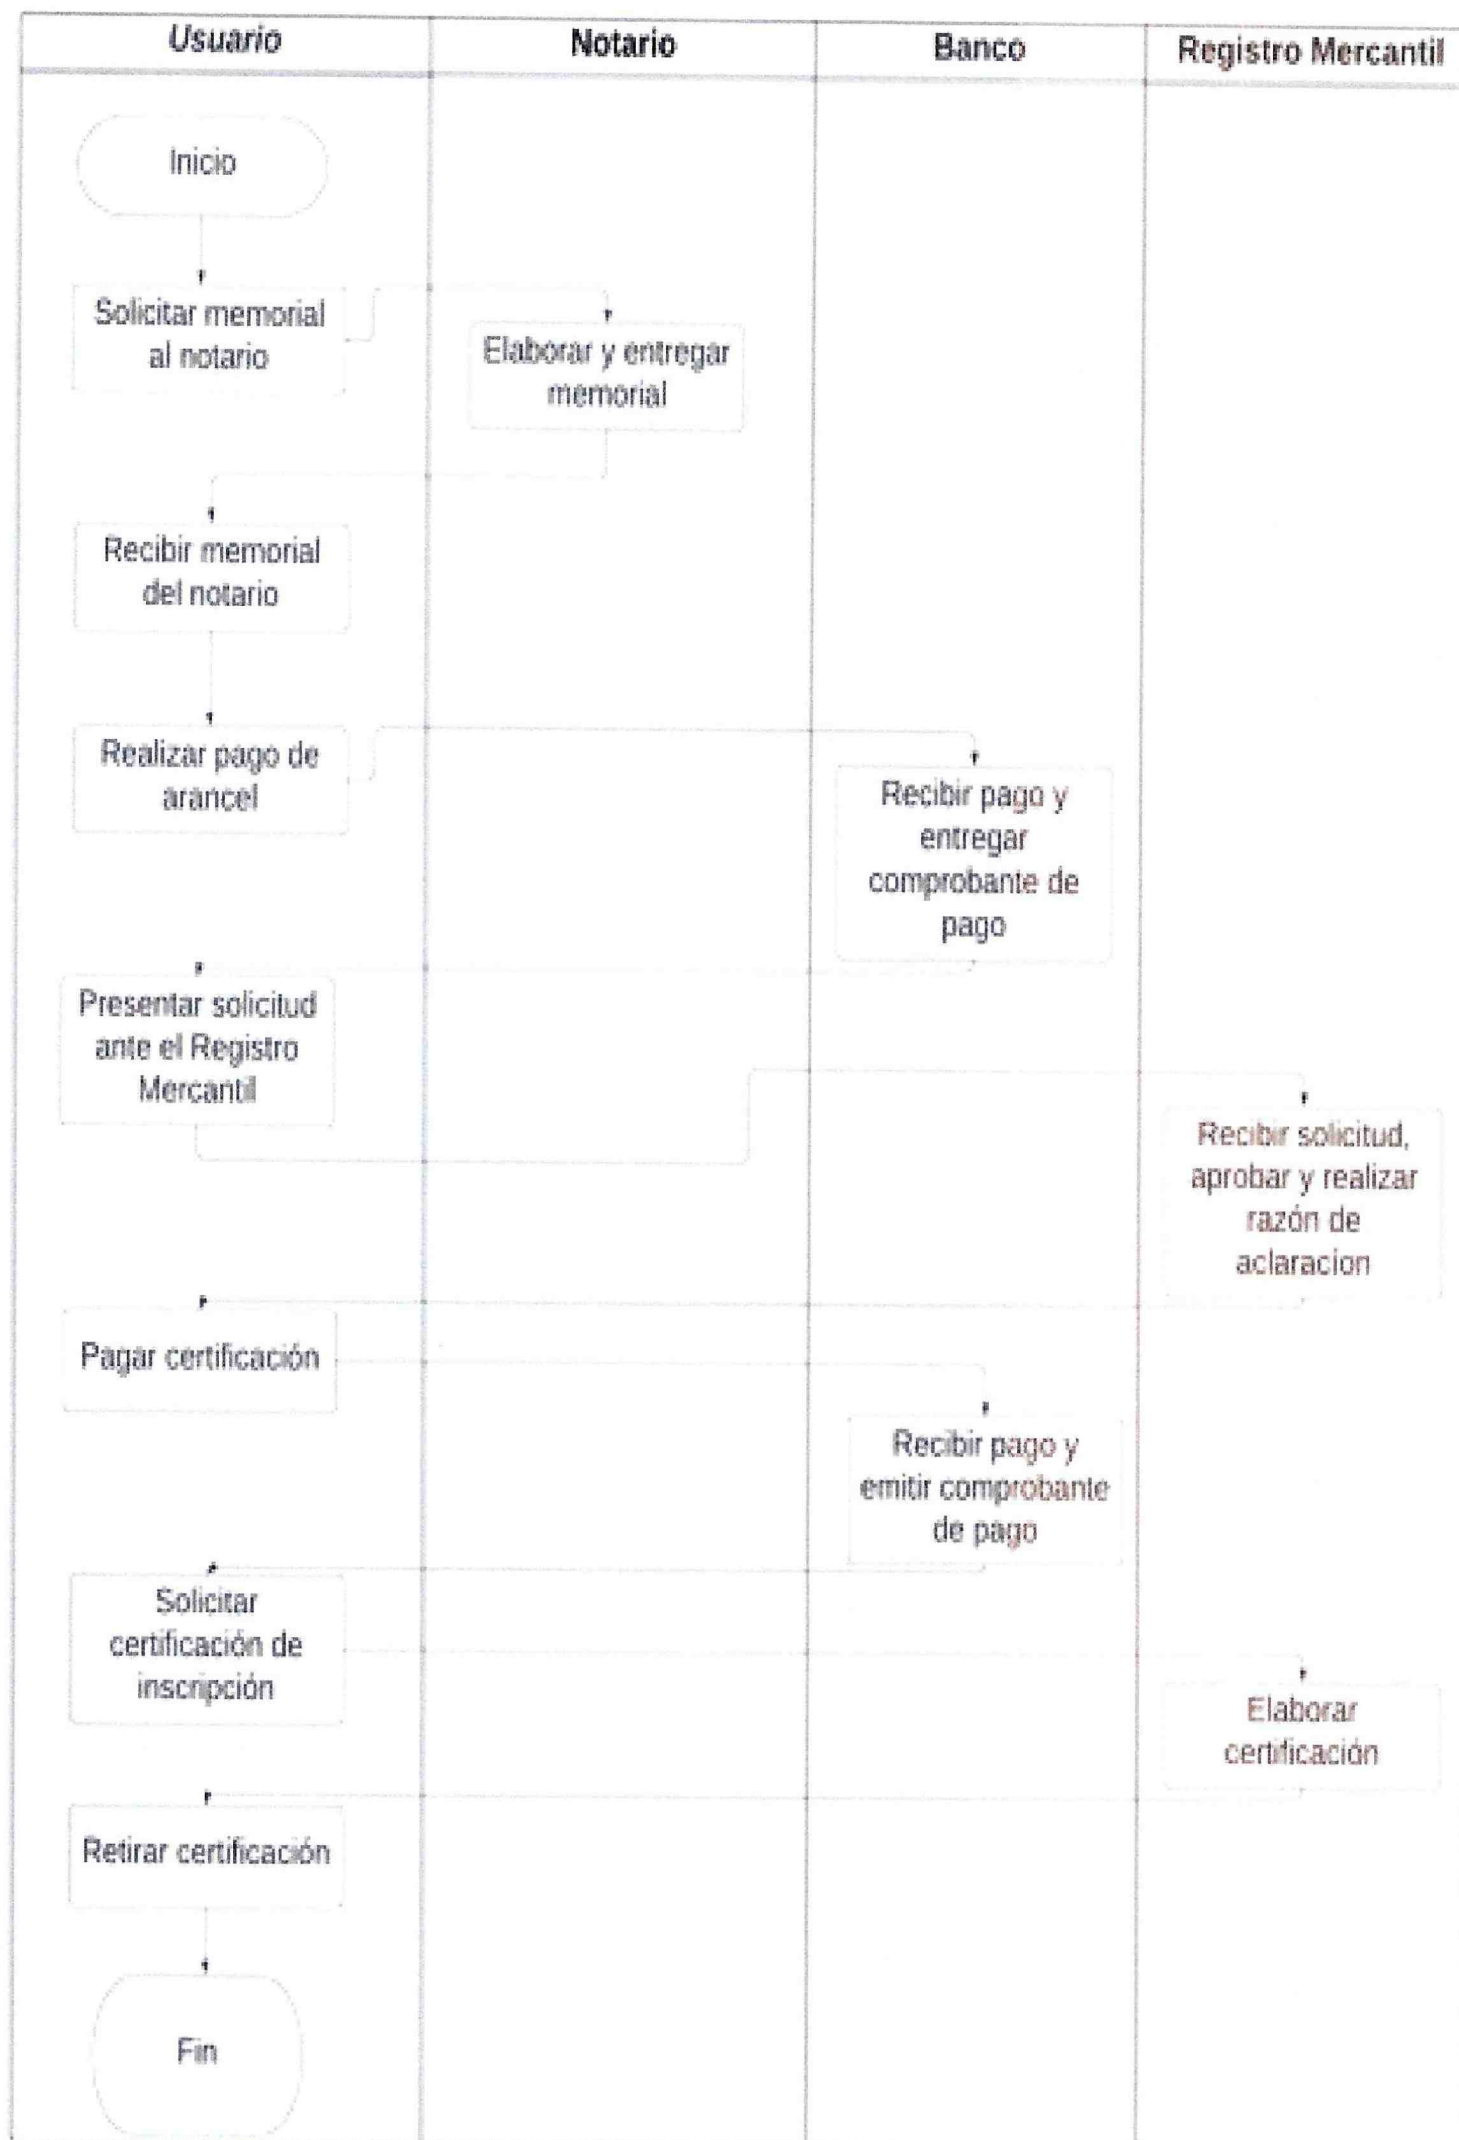 Usuario
Notario
Banco
Registro Mercantil
Inicio
Solicitar memorial
al notario
Elaborar y entregar
memorial
Recibir memorial
del notario
Realizar pago de
arancel
Recibir pago y
entregar
comprobante de
pago
Presentar solicitud
ante el Registro
Mercantil
Recibir solicitud,
aprobar y realizar
razón de
aclaracion
Pagar certificación
Recibir pago y
emitir comprobante
de pago
Solicitar
certificación de
inscripción
Elaborar
certificación
Retirar certificación
Fin